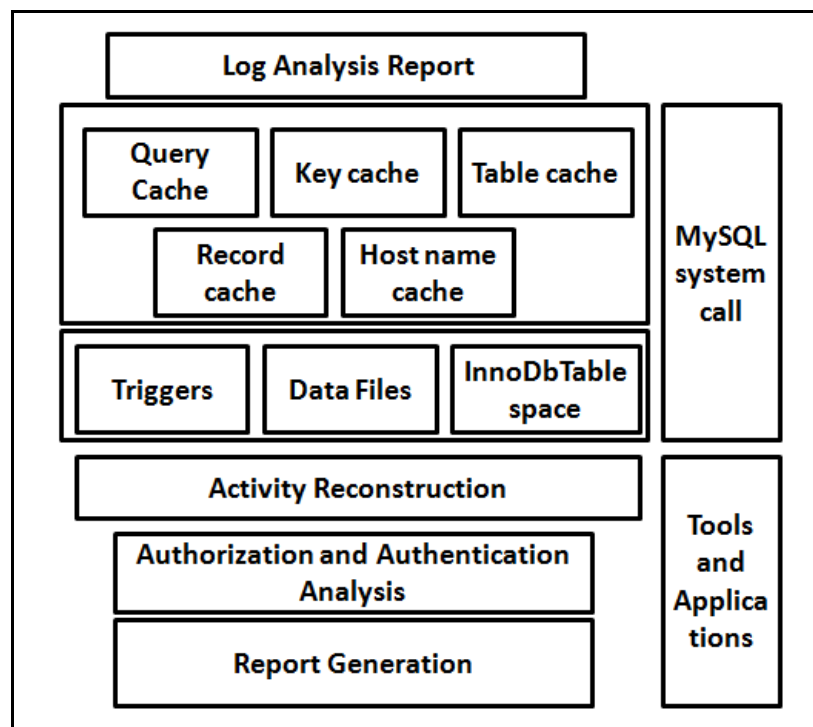 Log Analysis Report
Query
Cache
Key cache
Table cache
Record
cache
Host name
cache
MySQL
system
call
Triggers
Data Files
InnoDbTable
space
Activity Reconstruction
Authorization and Authentication
Analysis
Report Generation
Tools
and
Applica
tions